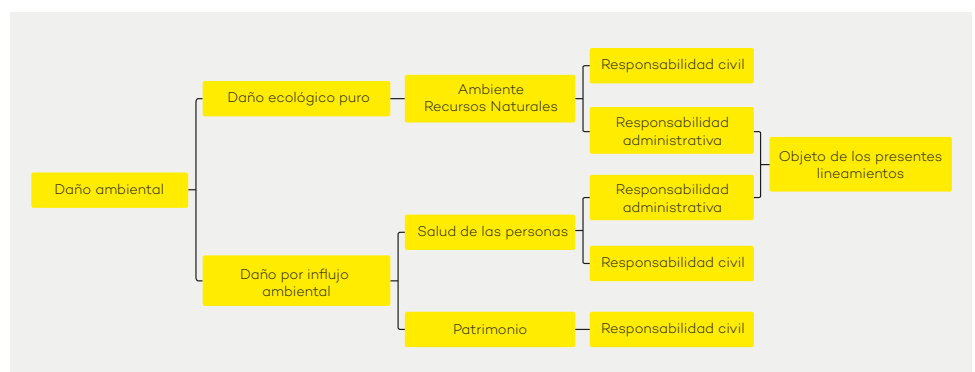 Daño ambiental
Daño ecológico puro
Ambiente
Recursos Naturales
Responsabilidad civil
Responsabilidad
administrativa
Objeto de los presentes
lineamientos
Daño por influjo
ambiental
Salud de las personas
Responsabilidad
administrativa
Responsabilidad civil
Patrimonio
Responsabilidad civil